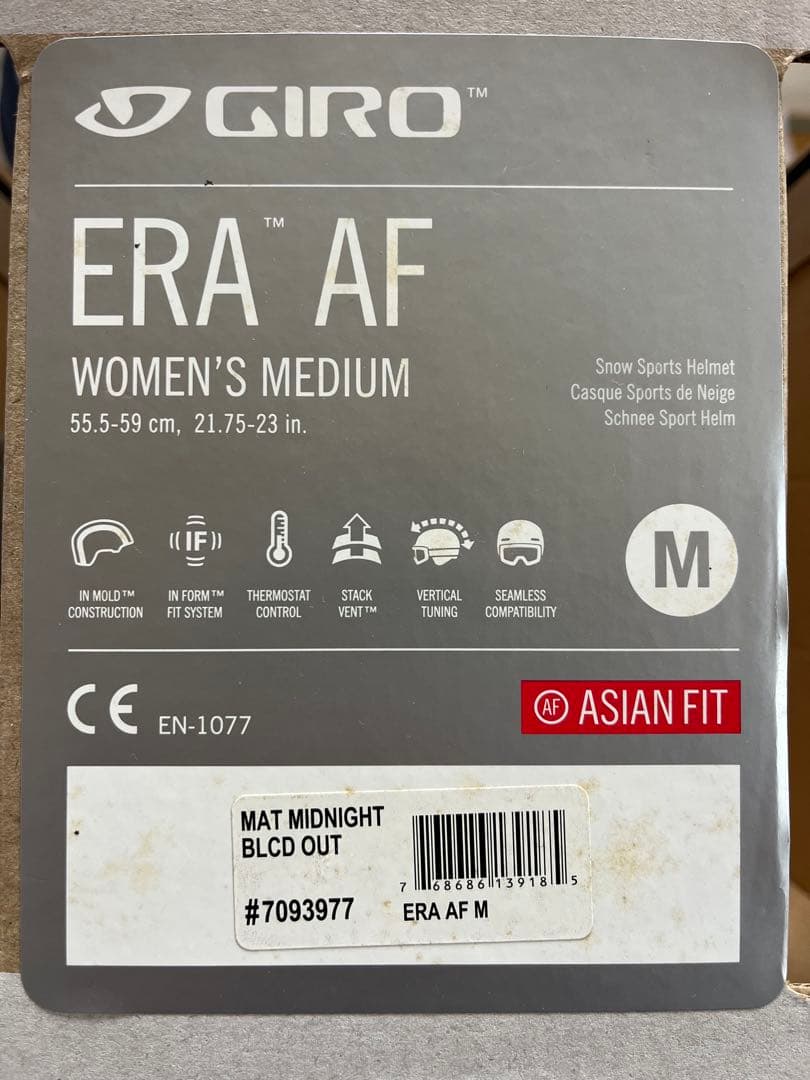 GIRO™
ERA™ AF
WOMEN'S MEDIUM
55.5-59 cm, 21.75-23 in.
Snow Sports Helmet
Casque Sports de Neige
Schnee Sport Helm
IN MOLD™
CONSTRUCTION
IF
IN FORM™
FIT SYSTEM
THERMOSTAT
CONTROL
STACK
VENT™
VERTICAL
TUNING
SEAMLESS
COMPATIBILITY
M
CE EN-1077
AF ASIAN FIT
MAT MIDNIGHT
BLCD OUT
#7093977
7 68686 13918 5
ERA AF M